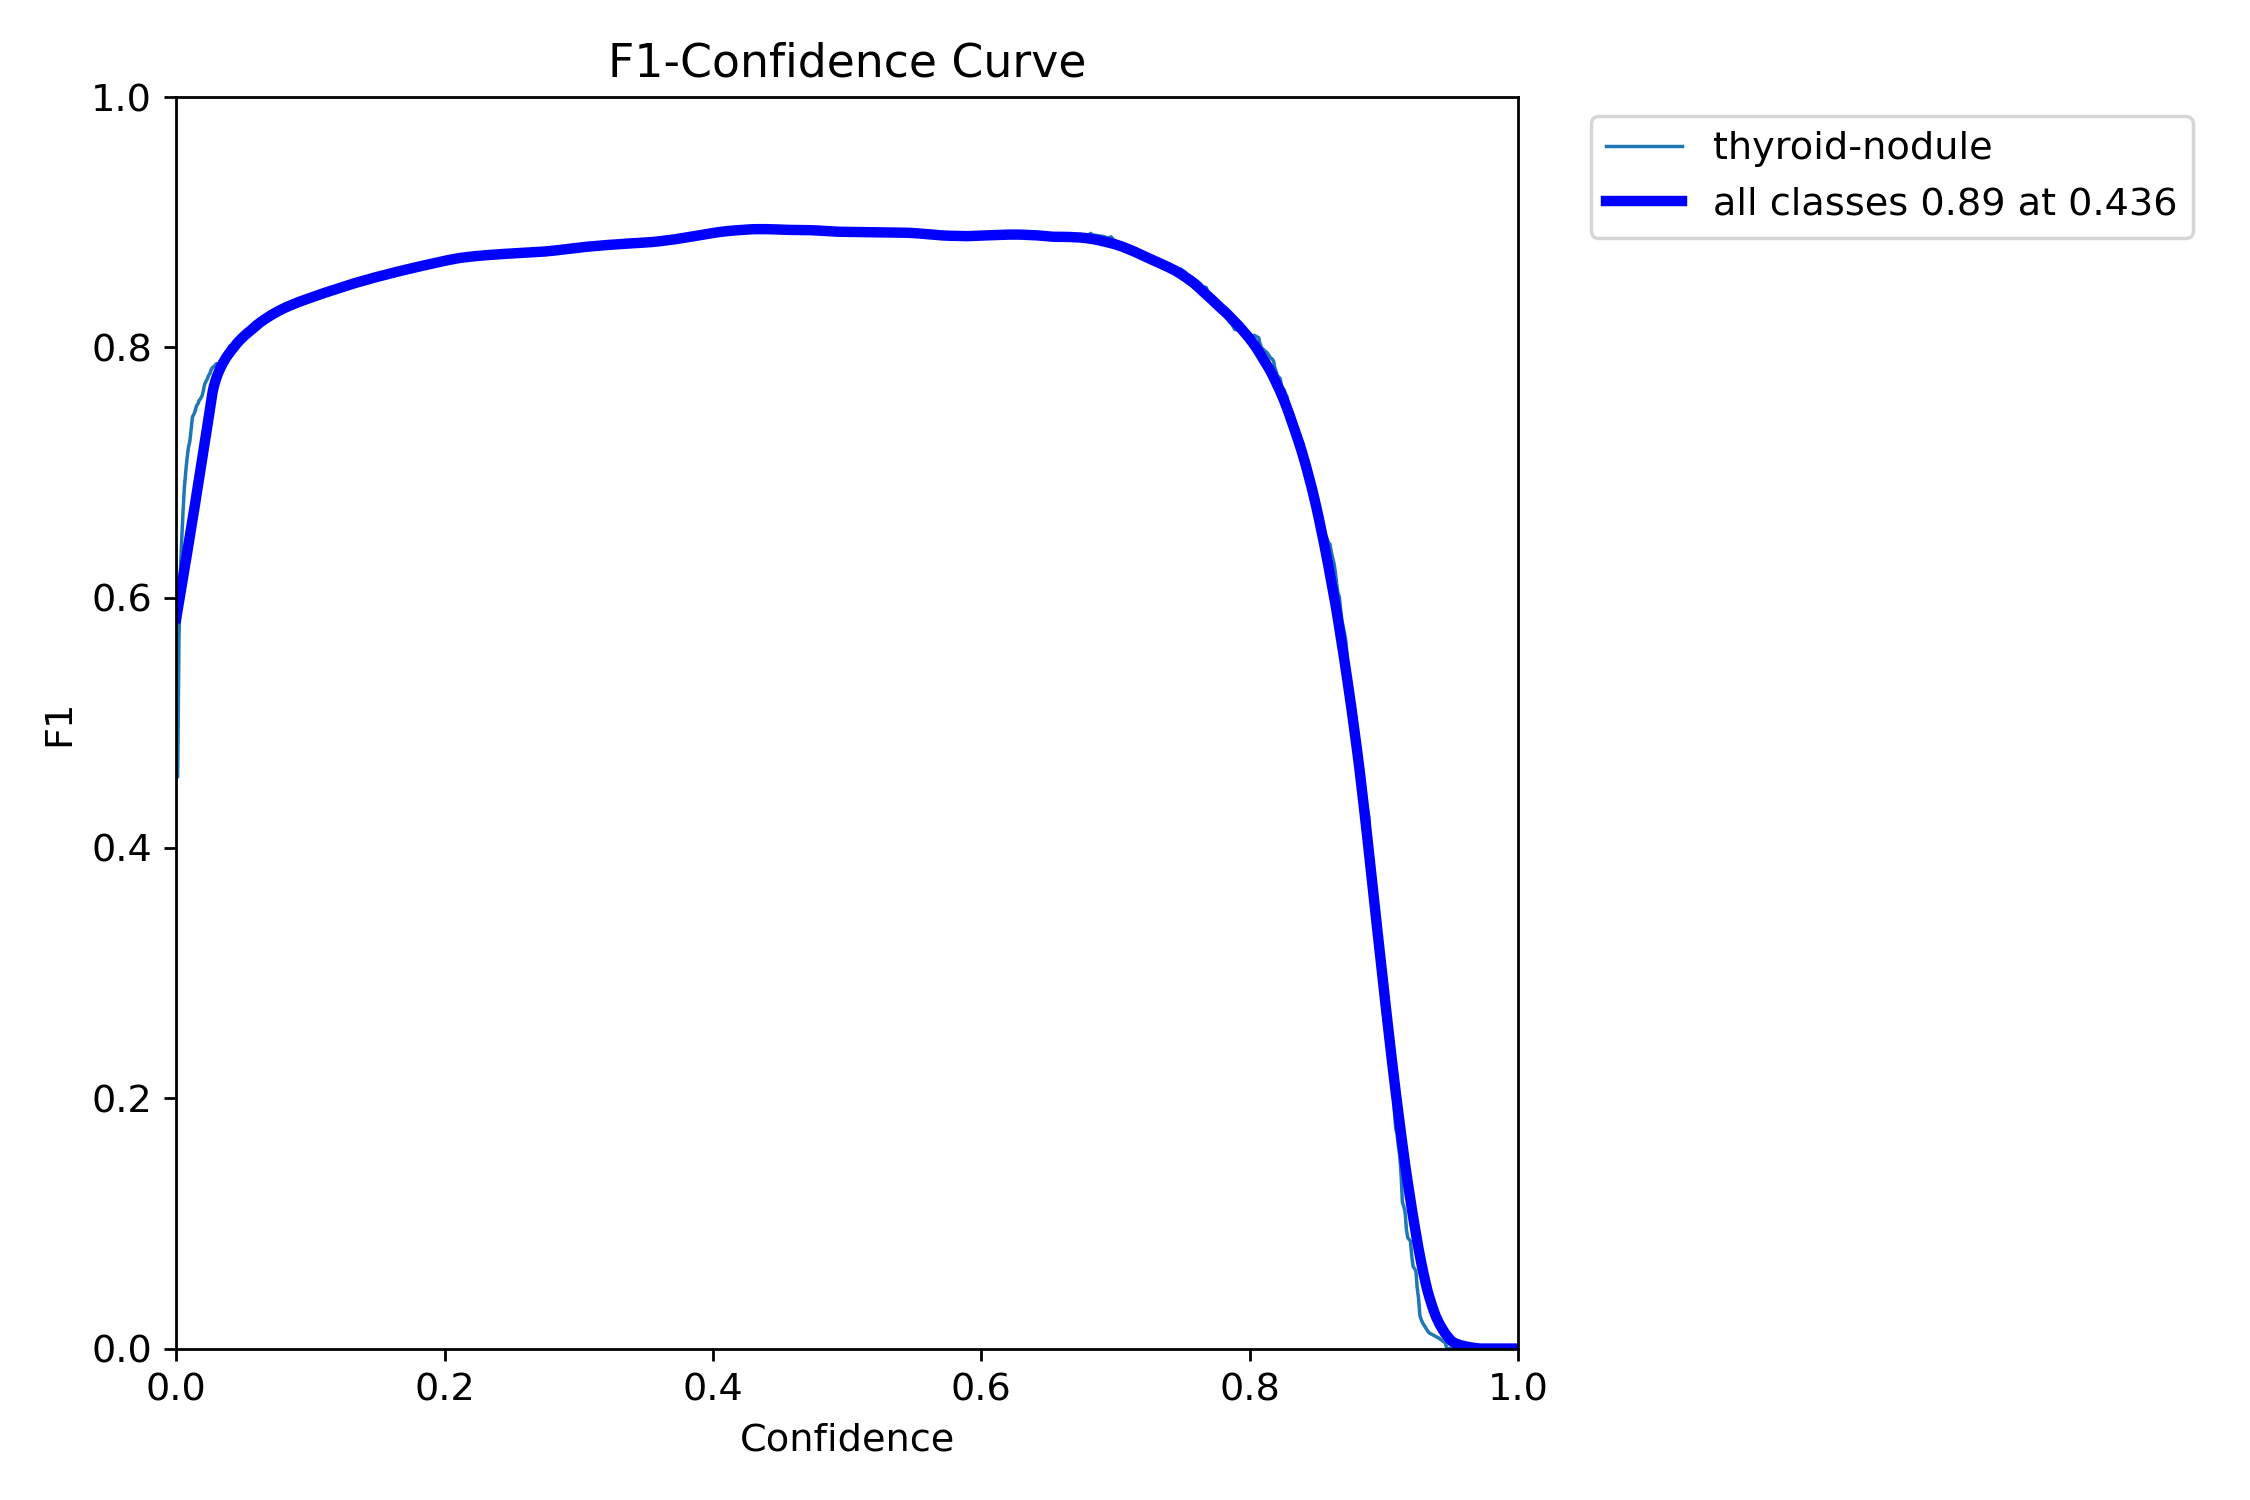 F1-Confidence Curve
1.0
0.8
0.6
0.4
0.2
0.0
F1
0.0 0.2 0.4 0.6 0.8 1.0
Confidence
thyroid-nodule
all classes 0.89 at 0.436